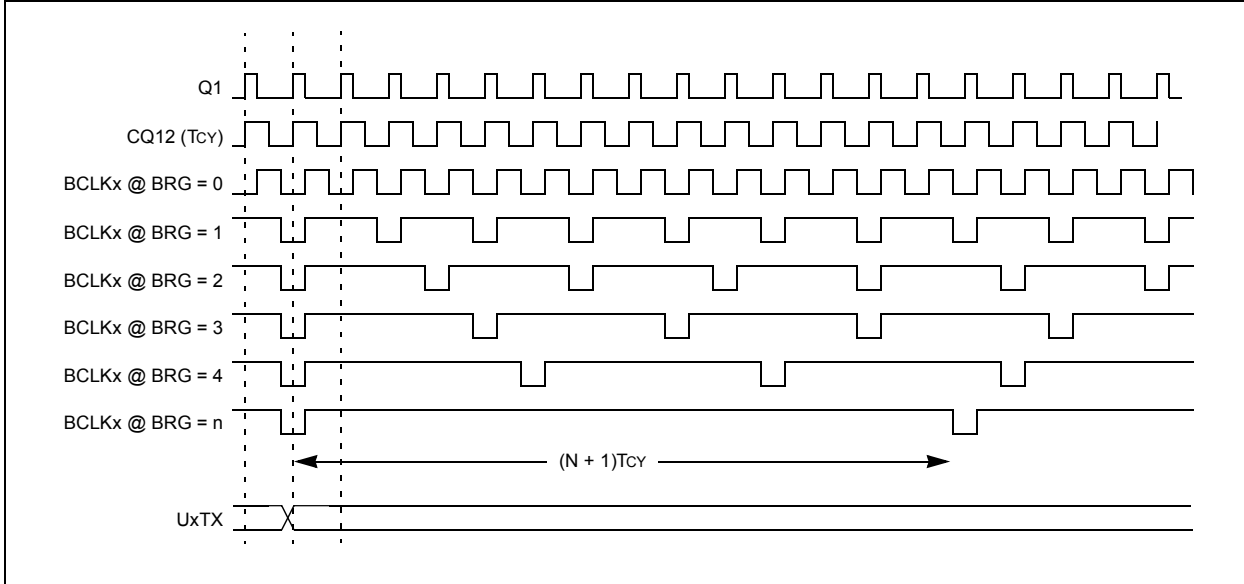 Q1
CQ12 (TCY)
BCLKx @ BRG = 0
BCLKx @ BRG = 1
BCLKx @ BRG = 2
BCLKx @ BRG = 3
BCLKx @ BRG = 4
BCLKx @ BRG = n
(N + 1)TCY
UxTX